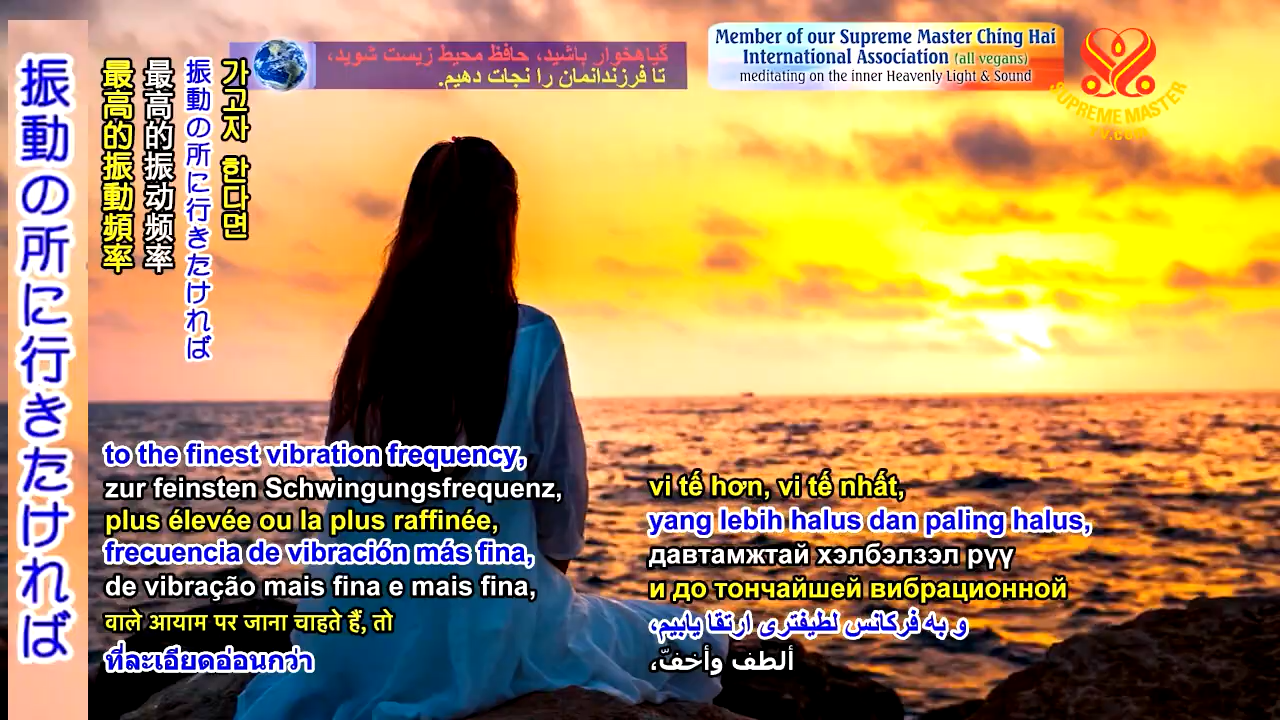 振動の所に行きたければ
最高的振動頻率
最高的振动频率
振動の所に行きたければ
가고자 한다면
گیاهخوار باشید، حافظ محیط زیست شوید،
تا فرزندانمان را نجات دهیم.
Member of our Supreme Master Ching Hai
International Association (all vegans)
meditating on the inner Heavenly Light & Sound
SUPREME MASTER
TV.com
to the finest vibration frequency,
zur feinsten Schwingungsfrequenz,
plus élevée ou la plus raffinée,
frecuencia de vibración más fina,
de vibração mais fina e mais fina,
वाले आयाम पर जाना चाहते हैं, तो
ที่ละเอียดอ่อนกว่า
vi tế hơn, vi tế nhất,
yang lebih halus dan paling halus,
давтамжтай хэлбэлзэл рүү
и до тончайшей вибрационной
و به فرکانس لطیفتری ارتقا یابیم،
ألطف وأخفّ،